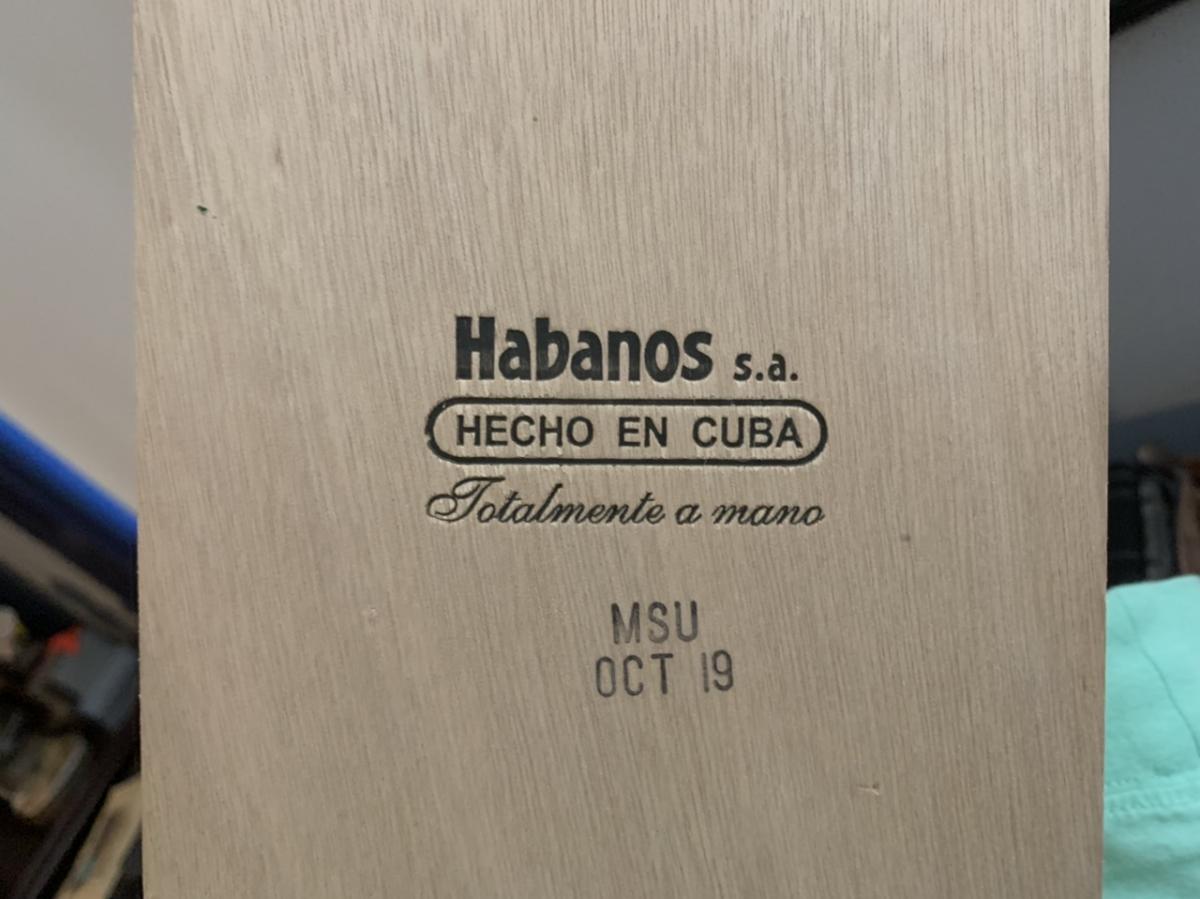 Habanos s.a.
HECHO EN CUBA
Totalmente a mano
MSU
OCT 19